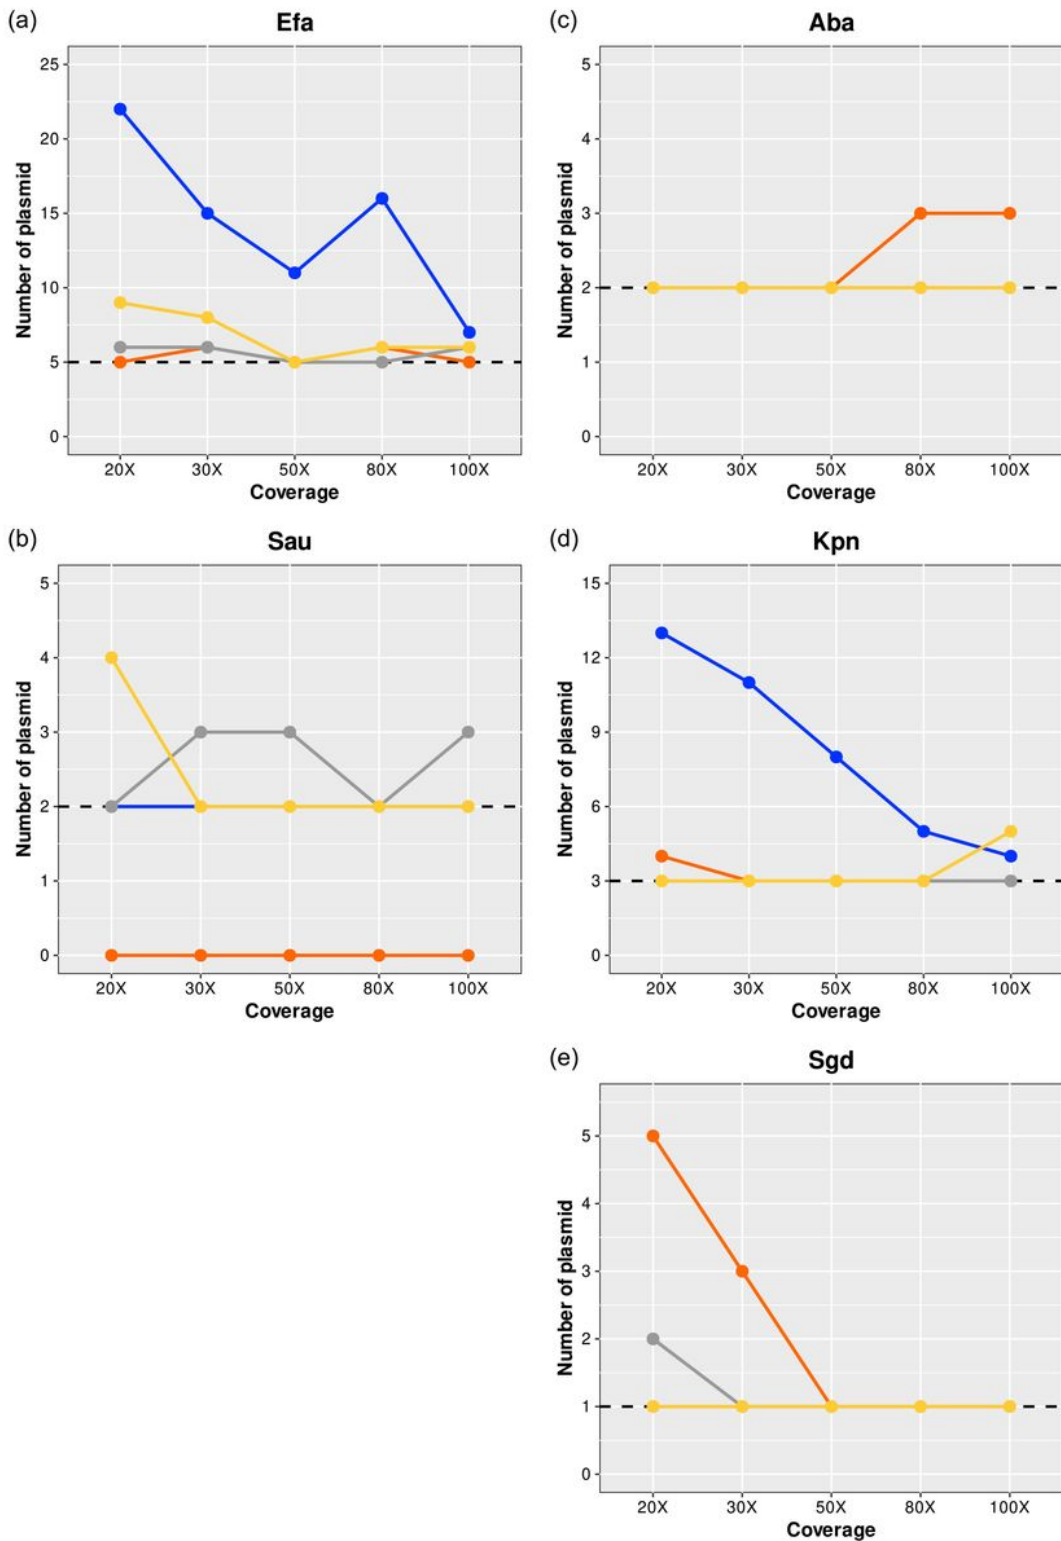 (a)
Efa
Number of plasmid
25
20
15
10
5
0
20X 30X 50X 80X 100X
Coverage
(c)
Aba
Number of plasmid
5
4
3
2
1
0
20X 30X 50X 80X 100X
Coverage
(b)
Sau
Number of plasmid
5
4
3
2
1
0
20X 30X 50X 80X 100X
Coverage
(d)
Kpn
Number of plasmid
15
12
9
6
3
0
20X 30X 50X 80X 100X
Coverage
(e)
Sgd
Number of plasmid
5
4
3
2
1
0
20X 30X 50X 80X 100X
Coverage